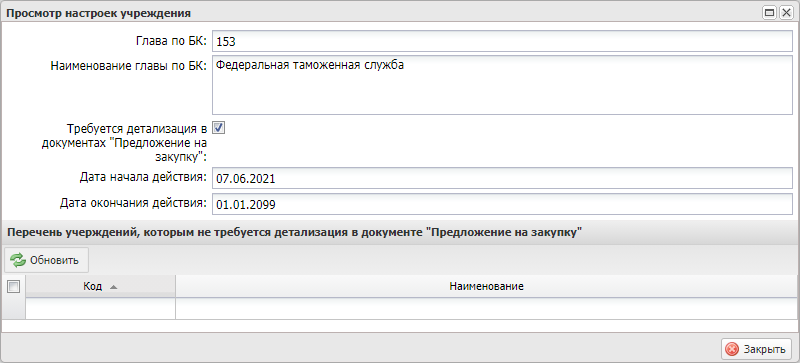 Просмотр настроек учреждения
Глава по БК: 153
Наименование главы по БК: Федеральная таможенная служба
Требуется детализация в
документах "Предложение на
закупку":
Дата начала действия: 07.06.2021
Дата окончания действия: 01.01.2099
Перечень учерждений, которым не требуется детализация в документе "Предложение на закупку"
Обновить
Код Наименование
Закрыть